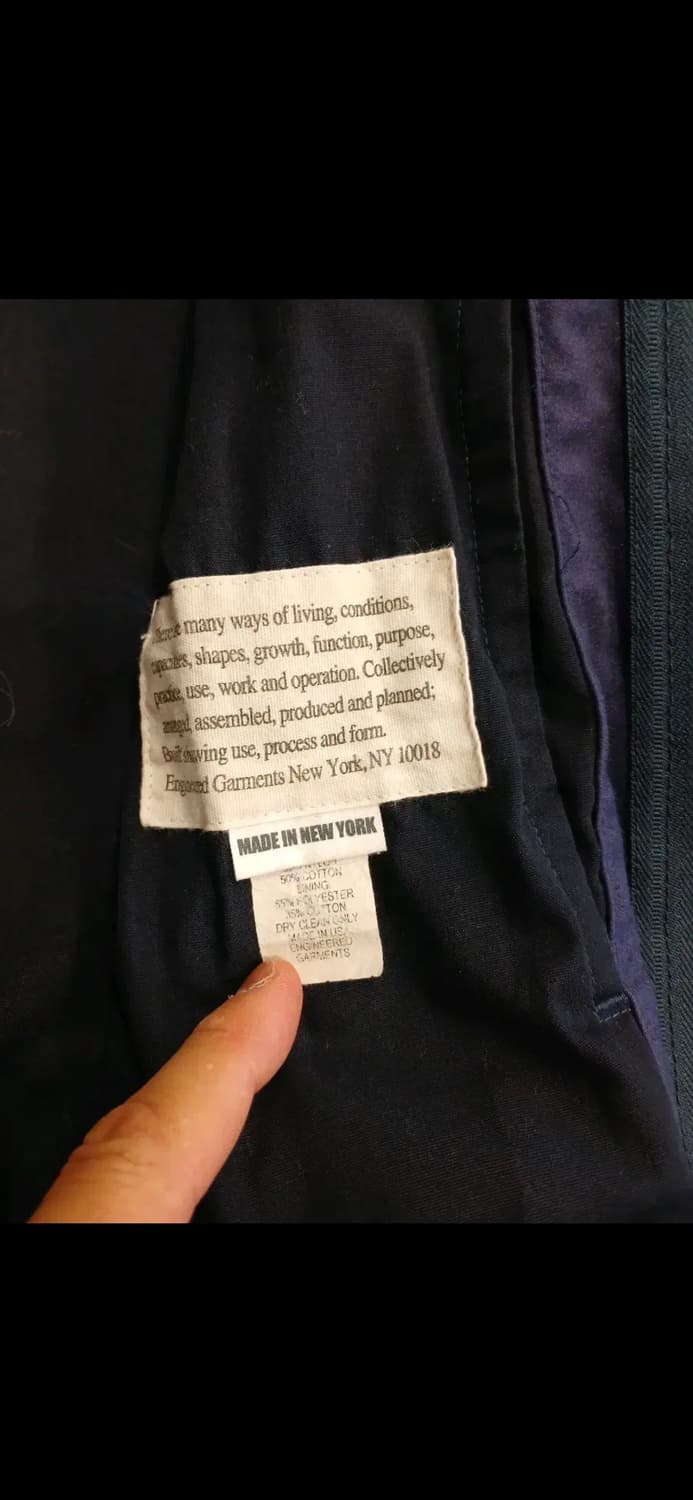 many ways of living, conditions,
shapes, growth, function, purpose,
use, work and operation. Collectively
assembled, produced and planned;
use, process and form.
Garments New York, NY 10018
MADE IN NEW YORK
50% COTTON
LINING
POLYESTER
35% COTTON
DRY CLEAN ONLY
MADE IN USA
ENGINEERED
GARMENTS